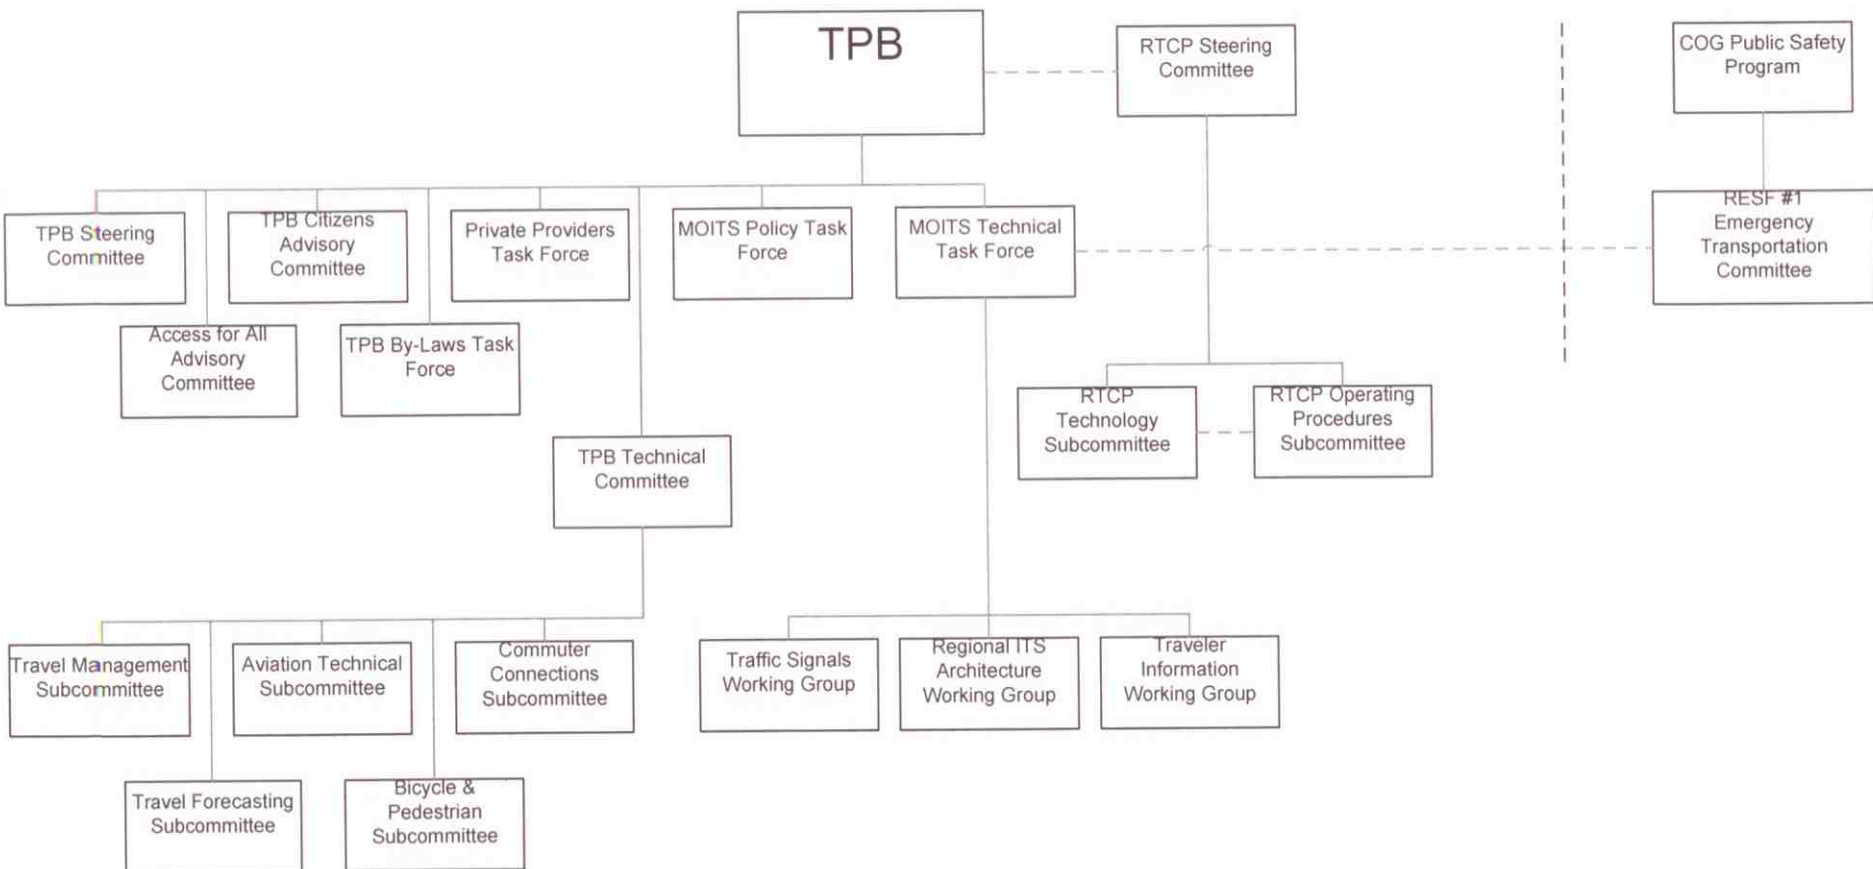 TPB
RTCP Steering
Committee
COG Public Safety
Program
TPB Steering
Committee
TPB Citizens
Advisory
Committee
Private Providers
Task Force
MOITS Policy Task
Force
MOITS Technical
Task Force
RESF #1
Emergency
Transportation
Committee
Access for All
Advisory
Committee
TPB By-Laws Task
Force
RTCP
Technology
Subcommittee
RTCP Operating
Procedures
Subcommittee
TPB Technical
Committee
Travel Management
Subcommittee
Aviation Technical
Subcommittee
Commuter
Connections
Subcommittee
Traffic Signals
Working Group
Regional ITS
Architecture
Working Group
Traveler
Information
Working Group
Travel Forecasting
Subcommittee
Bicycle &
Pedestrian
Subcommittee